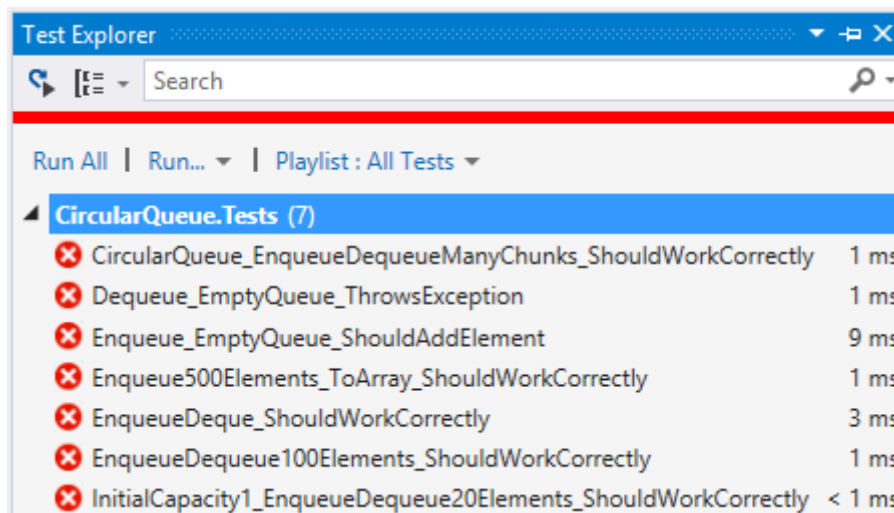 Test Explorer
Search
Run All | Run... | Playlist : All Tests
CircularQueue.Tests (7)
CircularQueue_EnqueueDequeueManyChunks_ShouldWorkCorrectly 1 ms
Dequeue_EmptyQueue_ThrowsException 1 ms
Enqueue_EmptyQueue_ShouldAddElement 9 ms
Enqueue500Elements_ToArray_ShouldWorkCorrectly 1 ms
EnqueueDeque_ShouldWorkCorrectly 3 ms
EnqueueDequeue100Elements_ShouldWorkCorrectly 1 ms
InitialCapacity1_EnqueueDequeue20Elements_ShouldWorkCorrectly < 1 ms